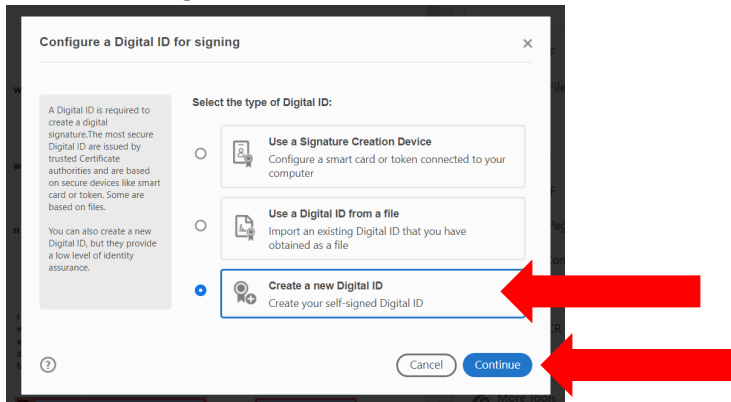 Configure a Digital ID for signing
A Digital ID is required to
create a digital
signature.The most secure
Digital ID are issued by
trusted Certificate
authorities and are based
on secure devices like smart
card or token. Some are
based on files.
You can also create a new
Digital ID, but they provide
a low level of identity
assurance.
Select the type of Digital ID:
Use a Signature Creation Device
Configure a smart card or token connected to your
computer
Use a Digital ID from a file
Import an existing Digital ID that you have
obtained as a file
Create a new Digital ID
Create your self-signed Digital ID
?
Cancel
Continue
More Tools